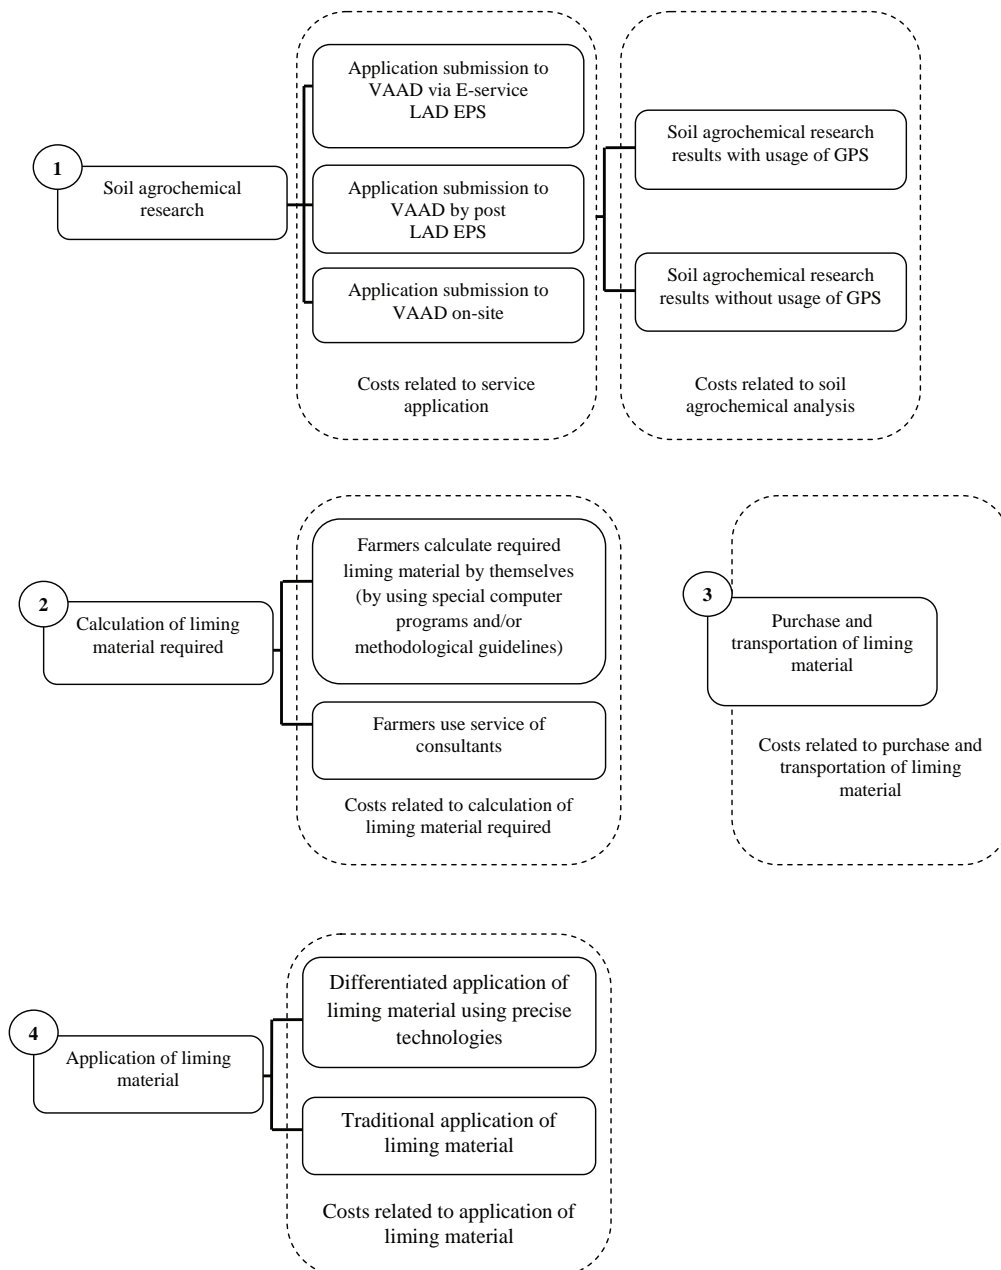 1
Soil agrochemical
research
Application submission to
VAAD via E-service
LAD EPS
Application submission to
VAAD by post
LAD EPS
Application submission to
VAAD on-site
Costs related to service
application
Soil agrochemical research
results with usage of GPS
Soil agrochemical research
results without usage of GPS
Costs related to soil
agrochemical analysis
2
Calculation of liming
material required
Farmers calculate required
liming material by themselves
(by using special computer
programs and/or
methodological guidelines)
Farmers use service of
consultants
Costs related to calculation of
liming material required
3
Purchase and
transportation of liming
material
Costs related to purchase and
transportation of liming
material
4
Application of liming
material
Differentiated application of
liming material using precise
technologies
Traditional application of
liming material
Costs related to application of
liming material